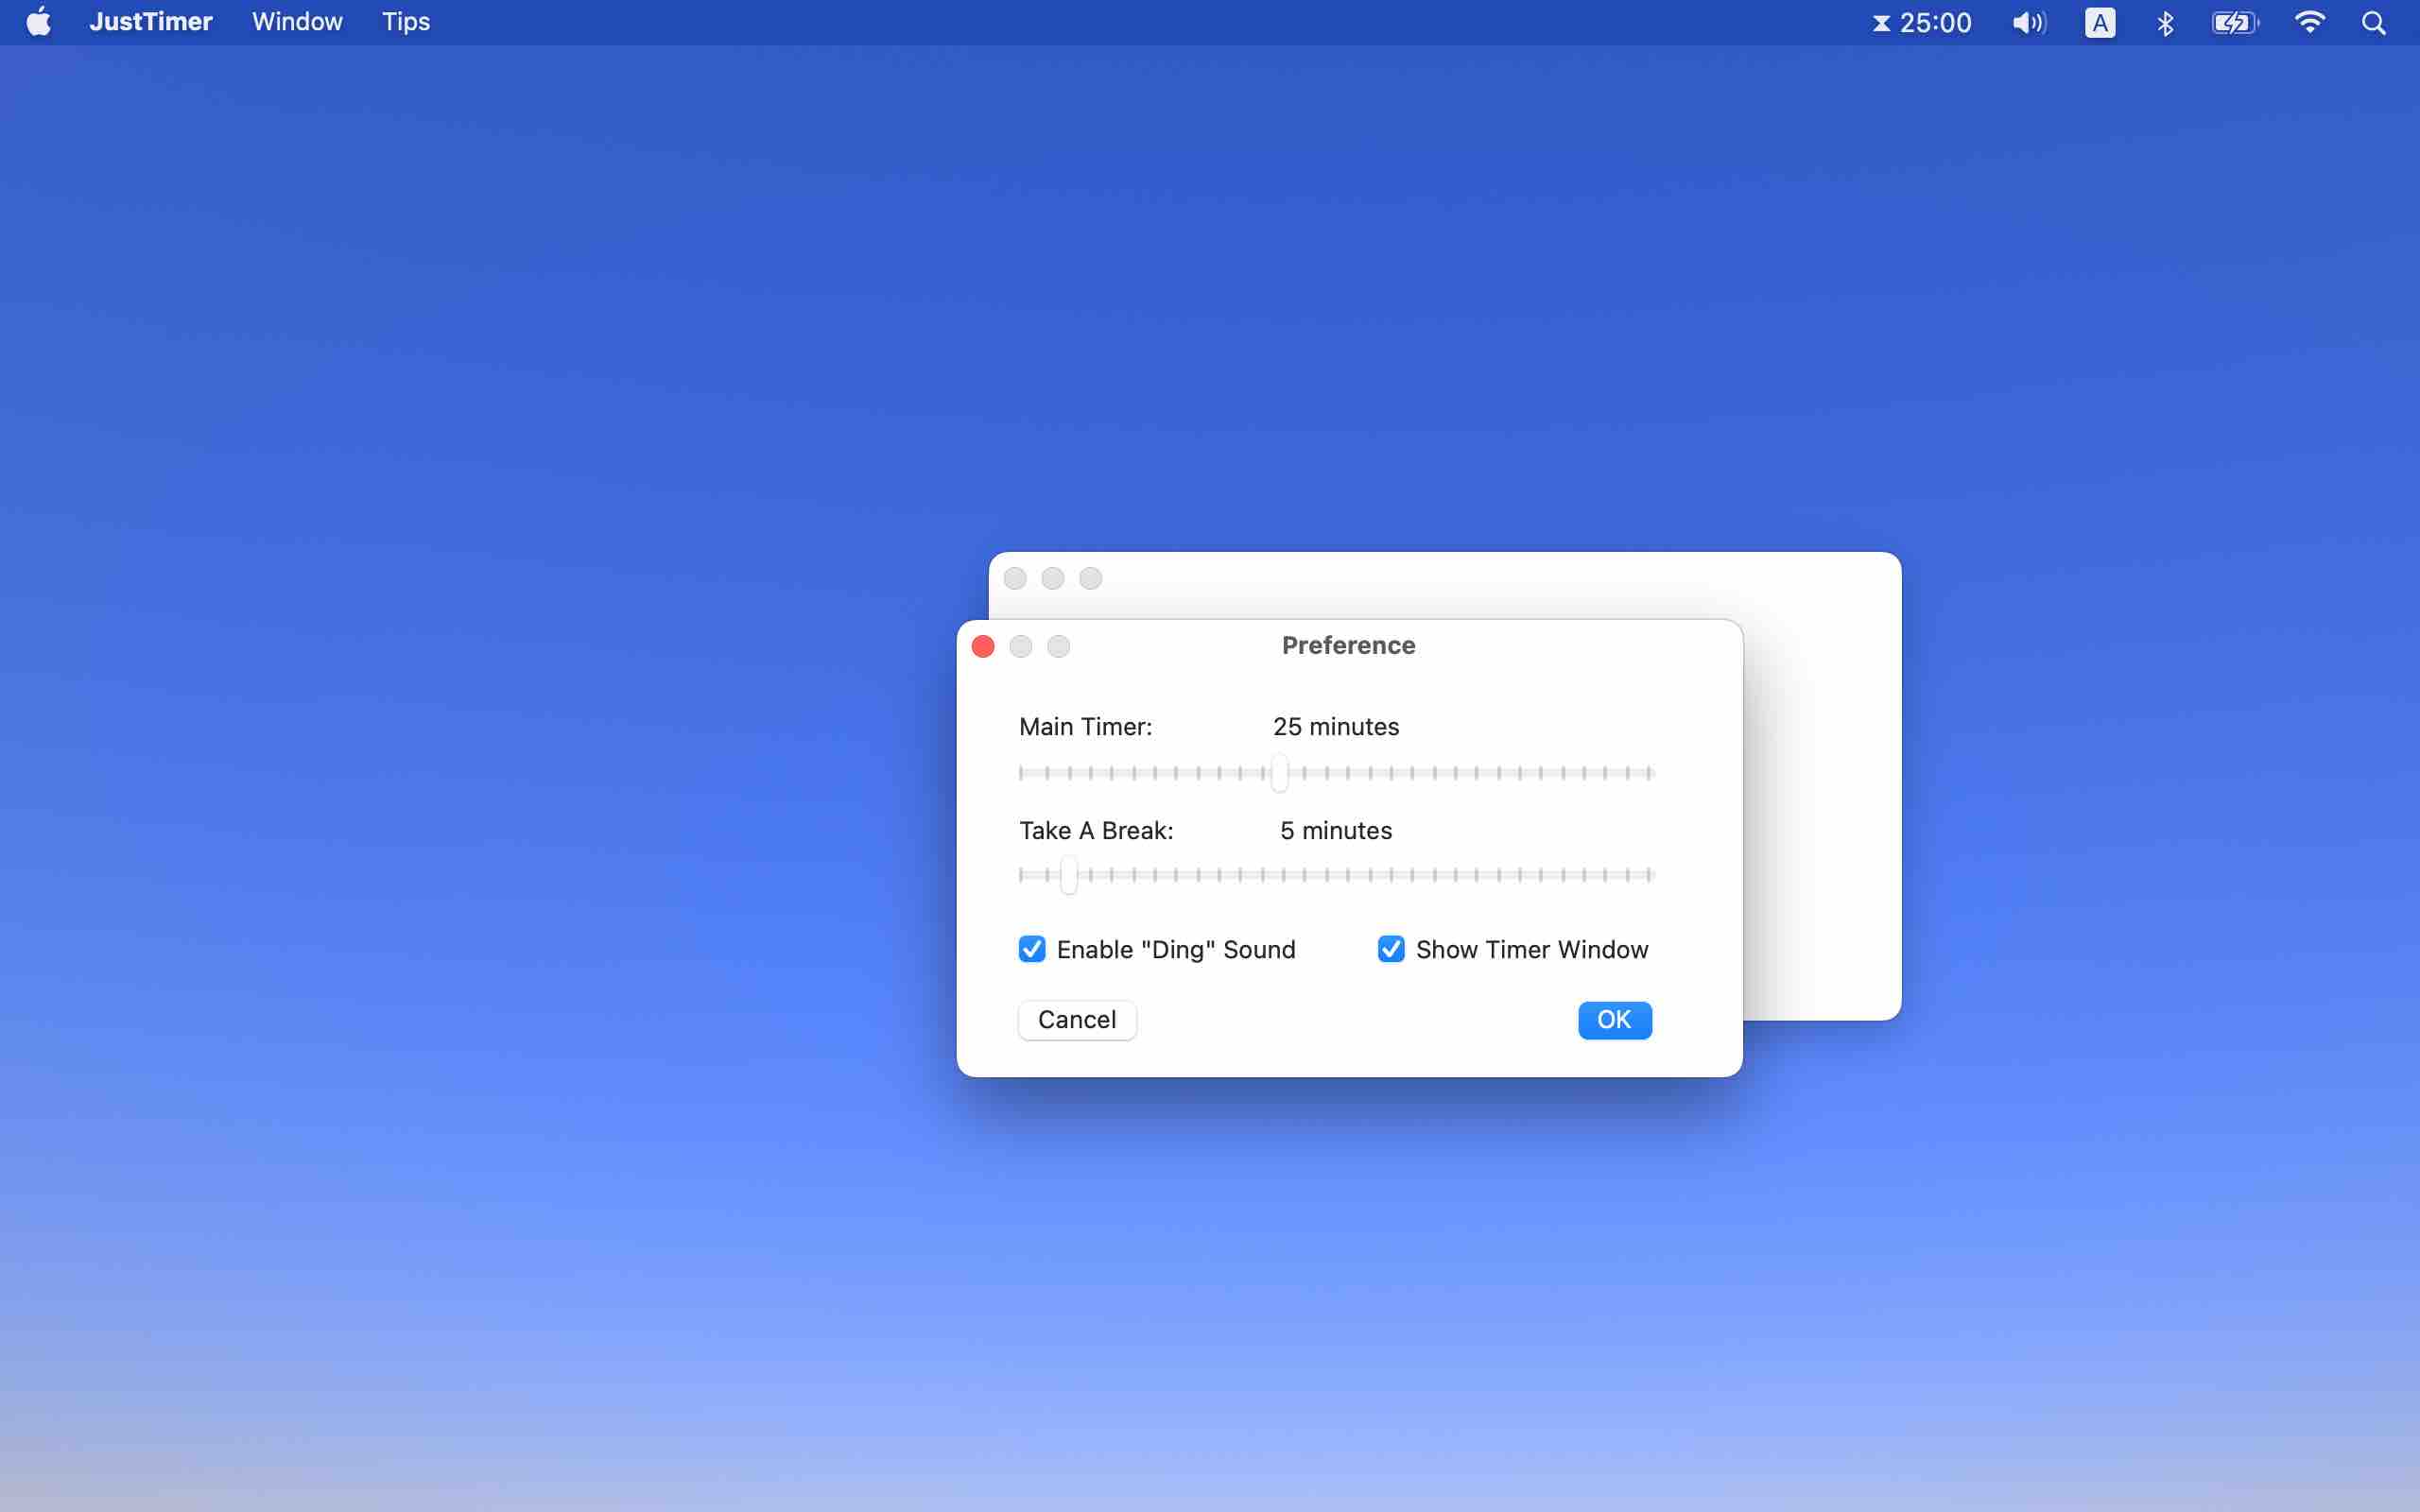 JustTimer Window Tips 25:00 A
Preference
Main Timer: 25 minutes
Take A Break: 5 minutes
Enable "Ding" Sound Show Timer Window
Cancel OK